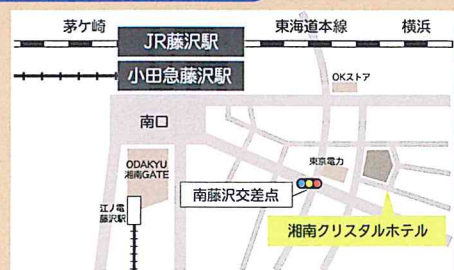 茅ケ崎
JR藤沢駅
東海道本線
横浜
小田急藤沢駅
OKストア
南口
ODAKYU
湘南GATE
東京電力
南藤沢交差点
江ノ電
藤沢駅
湘南クリスタルホテル